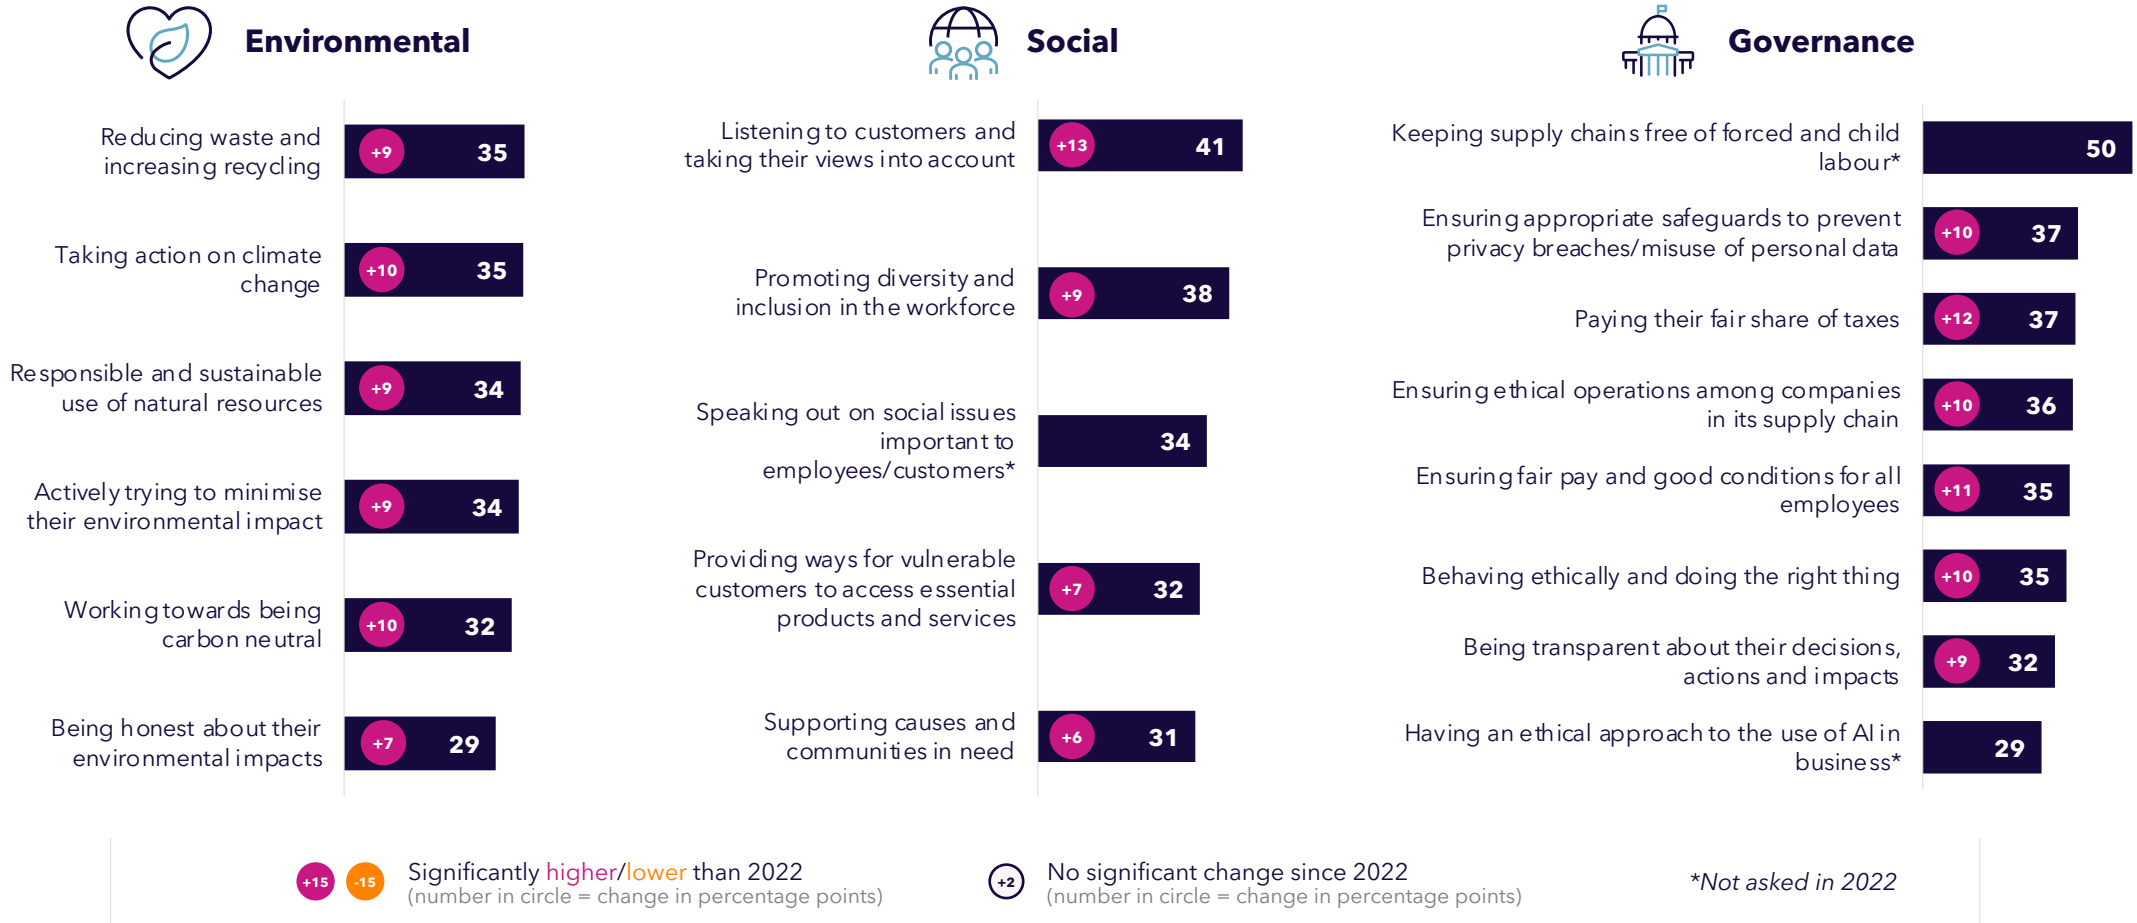 Environmental
Reducing waste and
increasing recycling
+9
35
Taking action on climate
change
+10
35
Responsible and sustainable
use of natural resources
+9
34
Actively trying to minimise
their environmental impact
+9
34
Working towards being
carbon neutral
+10
32
Being honest about their
environmental impacts
+7
29
Social
Listening to customers and
taking their views into account
+13
41
Promoting diversity and
inclusion in the workforce
+9
38
Speaking out on social issues
important to
employees/customers*
34
Providing ways for vulnerable
customers to access essential
products and services
+7
32
Supporting causes and
communities in need
+6
31
Governance
Keeping supply chains free of forced and child
labour*
50
Ensuring appropriate safeguards to prevent
privacy breaches/misuse of personal data
+10
37
Paying their fair share of taxes
+12
37
Ensuring ethical operations among companies
in its supply chain
+10
36
Ensuring fair pay and good conditions for all
employees
+11
35
Behaving ethically and doing the right thing
+10
35
Being transparent about their decisions,
actions and impacts
+9
32
Having an ethical approach to the use of AI in
business*
29
+15
-15
Significantly higher/lower than 2022
(number in circle = change in percentage points)
+2
No significant change since 2022
(number in circle = change in percentage points)
*Not asked in 2022